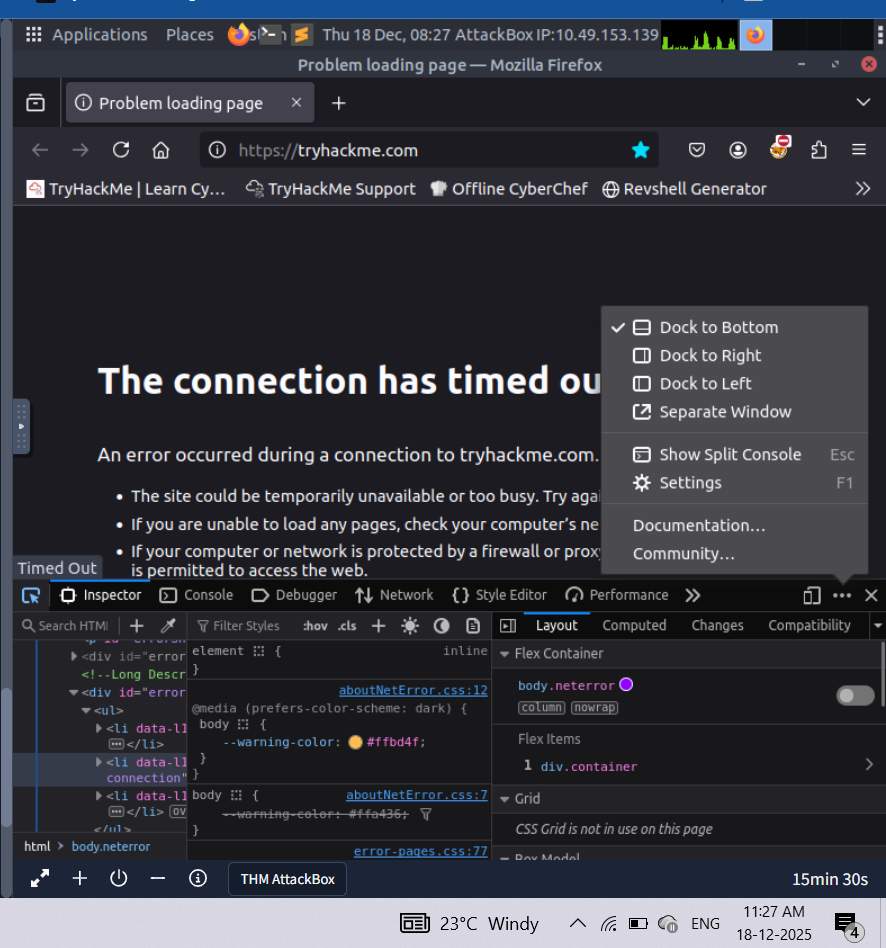 Applications Places Thu 18 Dec, 08:27 AttackBox IP:10.49.153.139
Problem loading page — Mozilla Firefox
Problem loading page
https://tryhackme.com
TryHackMe | Learn Cy… TryHackMe Support Offline CyberChef Revshell Generator
Dock to Bottom
Dock to Right
Dock to Left
Separate Window
Show Split Console Esc
Settings F1
Documentation…
Community…
The connection has timed ou
An error occurred during a connection to tryhackme.com.
• The site could be temporarily unavailable or too busy. Try agai
• If you are unable to load any pages, check your computer's ne
• If your computer or network is protected by a firewall or prox
is permitted to access the web.
Timed Out
Inspector Console Debugger Network Style Editor Performance
Search HTM Filter Styles :hov .cls Layout Computed Changes Compatibility
<div id="error
<!--Long Descr
<div id="error
<ul>
<li data-l1
</li>
<li data-l1
connection"
<li data-l1
</li> ov
</ul>
html > body.neterror
element { inline
}
aboutNetError.css:12
@media (prefers-color-scheme: dark) {
body {
--warning-color: #ffbd4f;
}
}
body { aboutNetError.css:7
--warning-color: #ffa436;
}
error-pages.css:77
Flex Container
body.neterror
column nowrap
Flex Items
1 div.container
Grid
CSS Grid is not in use on this page
Box Model
THM AttackBox 15min 30s
23°C Windy ENG 11:27 AM
18-12-2025
4